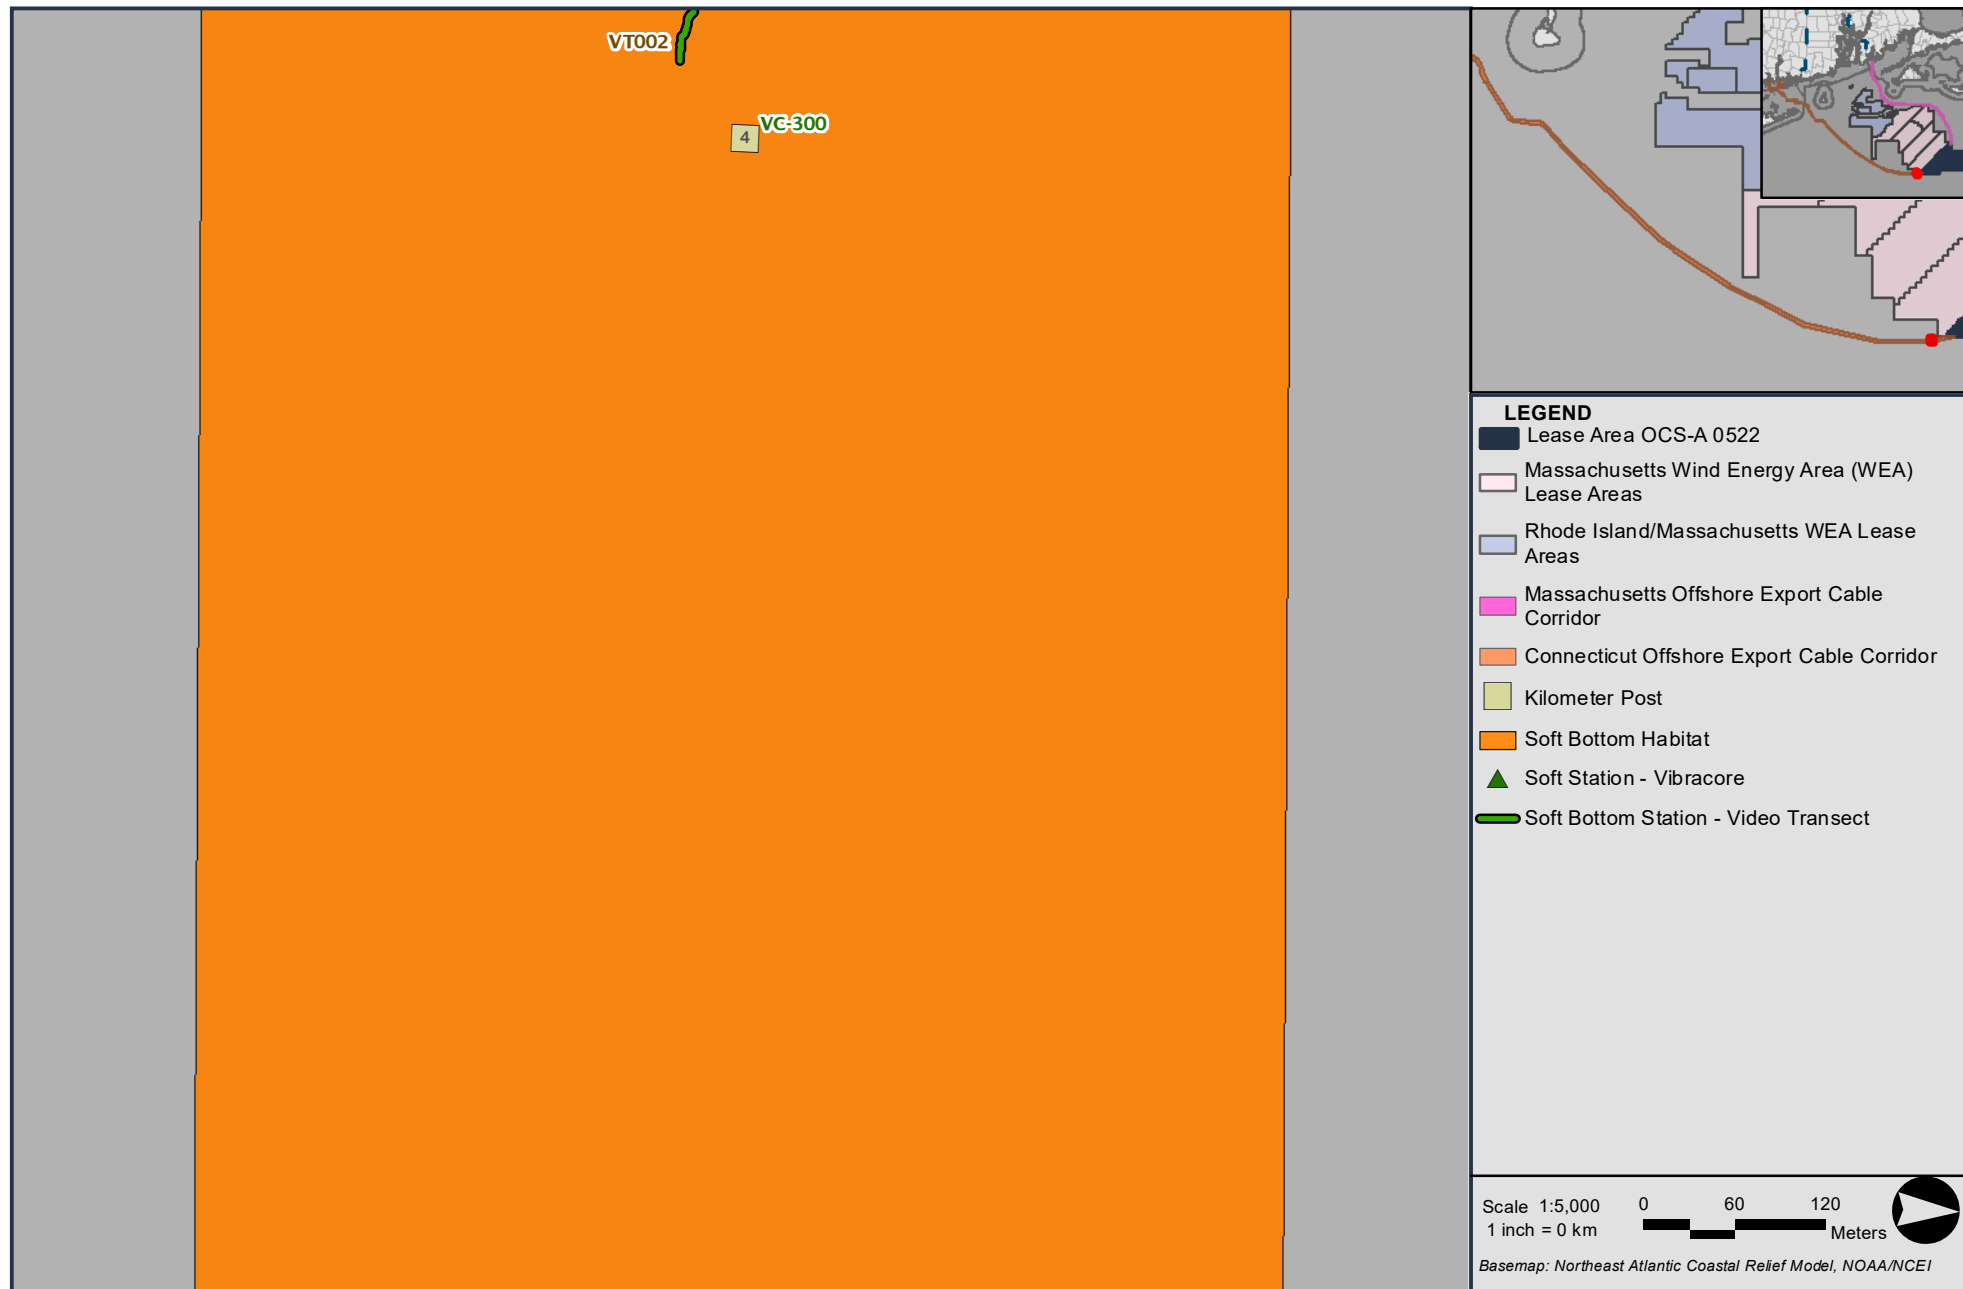 VT002
VC-300
4
LEGEND
Lease Area OCS-A 0522
Massachusetts Wind Energy Area (WEA)
Lease Areas
Rhode Island/Massachusetts WEA Lease
Areas
Massachusetts Offshore Export Cable
Corridor
Connecticut Offshore Export Cable Corridor
Kilometer Post
Soft Bottom Habitat
Soft Station - Vibracore
Soft Bottom Station - Video Transect
Scale 1:5,000
1 inch = 0 km
0 60 120
Meters
Basemap: Northeast Atlantic Coastal Relief Model, NOAA/NCEI